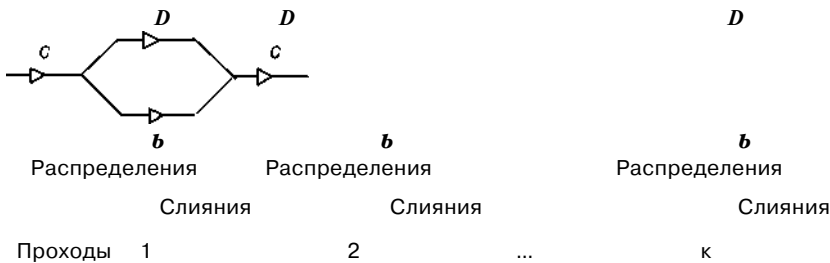 D D D
C C
b b b
Распределения Распределения Распределения
Слияния Слияния Слияния
Проходы 1 2 ... к